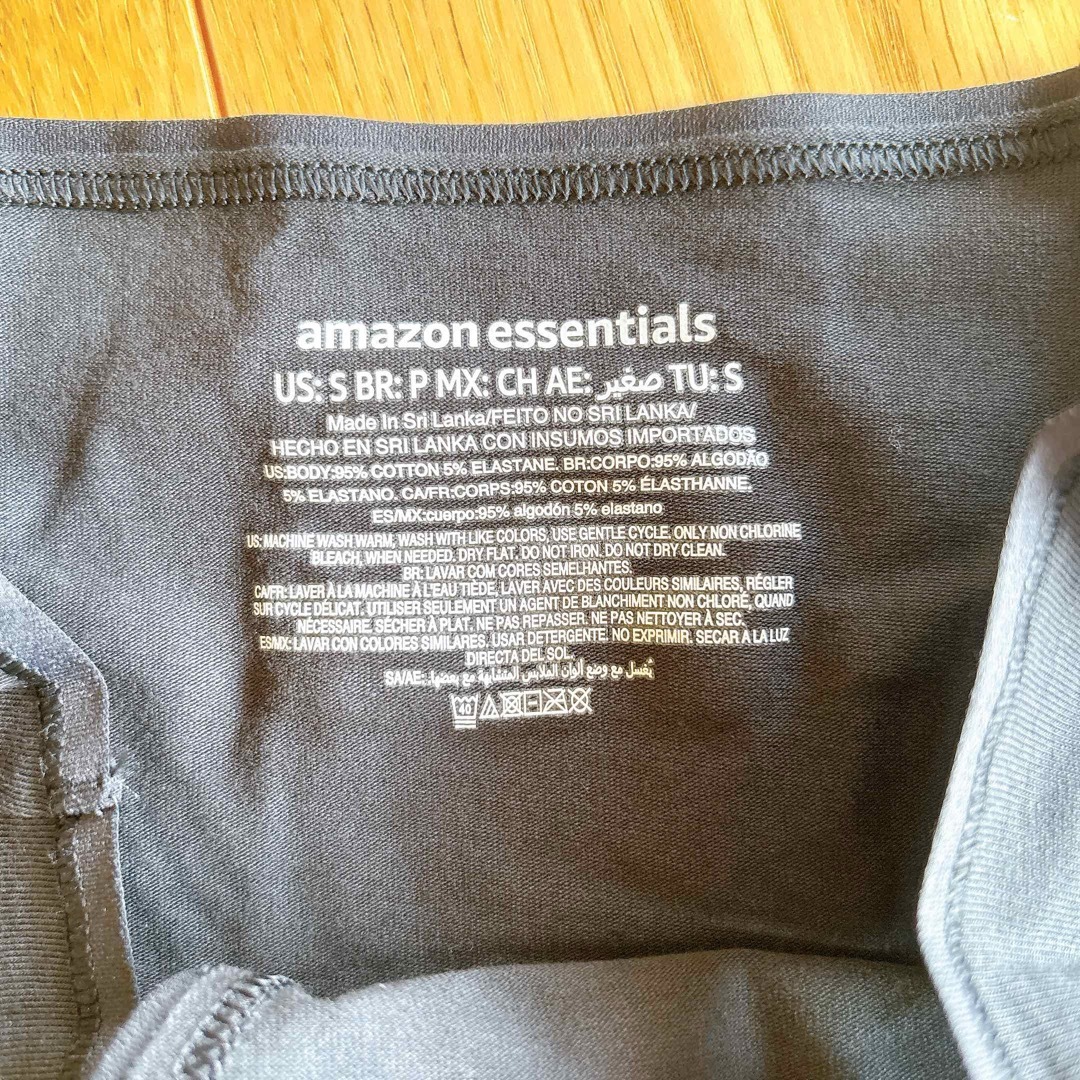 amazon essentials
US: S BR: P MX: CH AE: صغير TU: S
Made In Sri Lanka/FEITO NO SRI LANKA/
HECHO EN SRI LANKA CON INSUMOS IMPORTADOS
US:BODY:95% COTTON 5% ELASTANE. BR:CORPO:95% ALGODÃO
5% ELASTANO. CA/FR:CORPS:95% COTON 5% ÉLASTHANNE.
ES/MX:cuerpo:95% algodón 5% elastano
US: MACHINE WASH WARM, WASH WITH LIKE COLORS, USE GENTLE CYCLE. ONLY NON CHLORINE
BLEACH, WHEN NEEDED. DRY FLAT. DO NOT IRON. DO NOT DRY CLEAN.
BR: LAVAR COM CORES SEMELHANTES.
CA/FR: LAVER À LA MACHINE À L'EAU TIÈDE, LAVER AVEC DES COULEURS SIMILAIRES, RÉGLER
SUR CYCLE DÉLICAT. UTILISER SEULEMENT UN AGENT DE BLANCHIMENT NON CHLORÉ, QUAND
NÉCESSAIRE. SÉCHER À PLAT. NE PAS REPASSER. NE PAS NETTOYER À SEC.
ES/MX: LAVAR CON COLORES SIMILARES. USAR DETERGENTE. NO EXPRIMIR. SECAR A LA LUZ
DIRECTA DEL SOL.
SA/AE: يُغسل مع وضع ألوان الملابس المتشابهة مع بعضها.
40